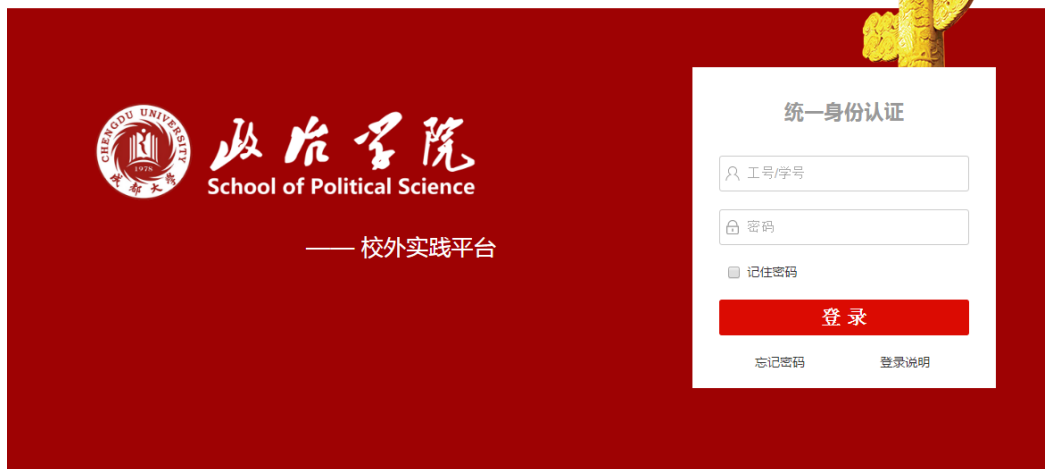 CHENGDU UNIVERSITY
1978
成都大學
政治学院
School of Political Science
—— 校外实践平台
统一身份认证
工号/学号
密码
记住密码
登 录
忘记密码
登录说明